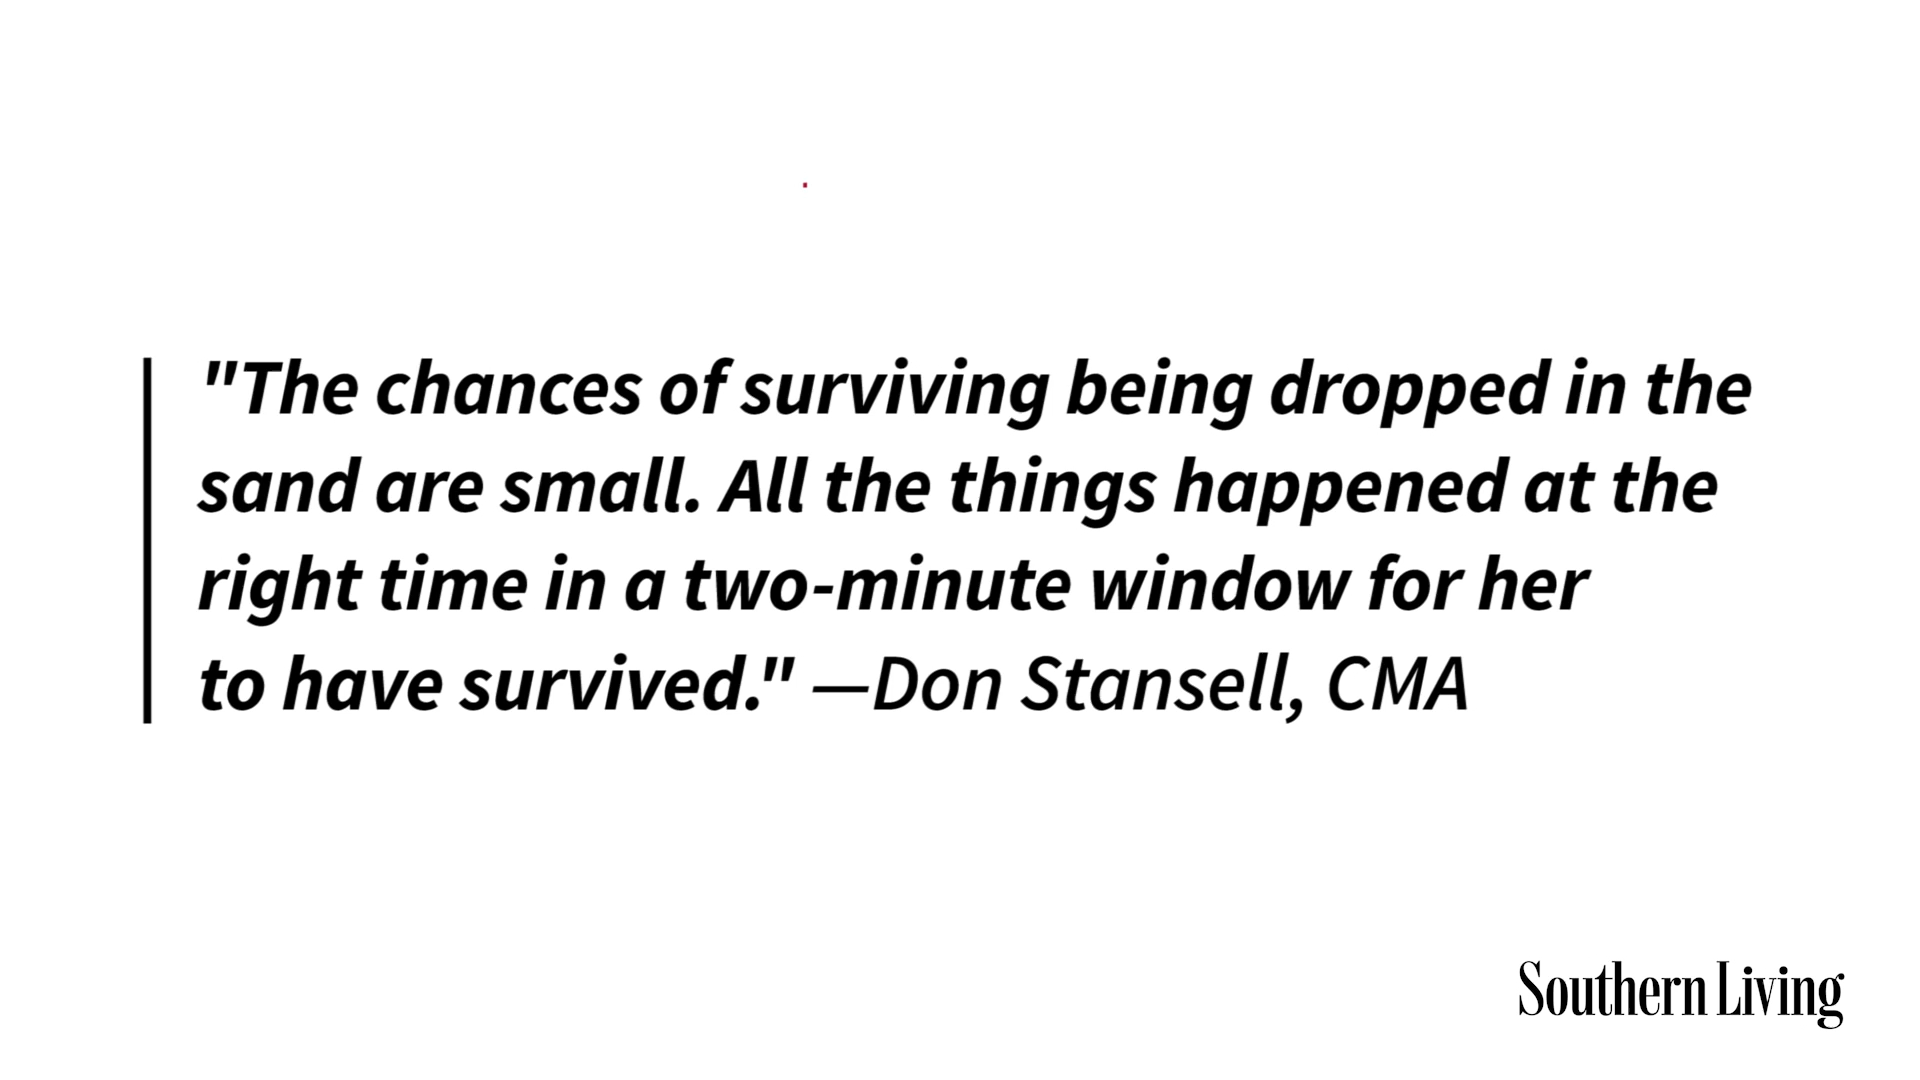 "The chances of surviving being dropped in the
sand are small. All the things happened at the
right time in a two-minute window for her
to have survived." —Don Stansell, CMA
Southern Living